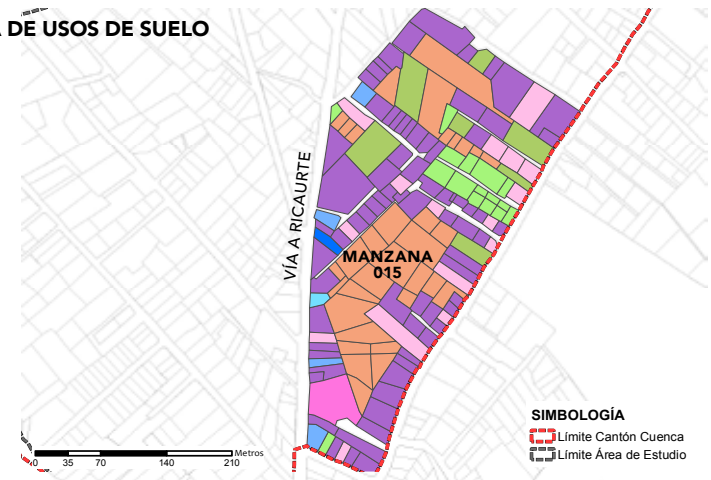 DE USOS DE SUELO
VÍA A RICAURTE
MANZANA
015
SIMBOLOGÍA
Límite Cantón Cuenca
Límite Área de Estudio
0 35 70 140 210 Metros